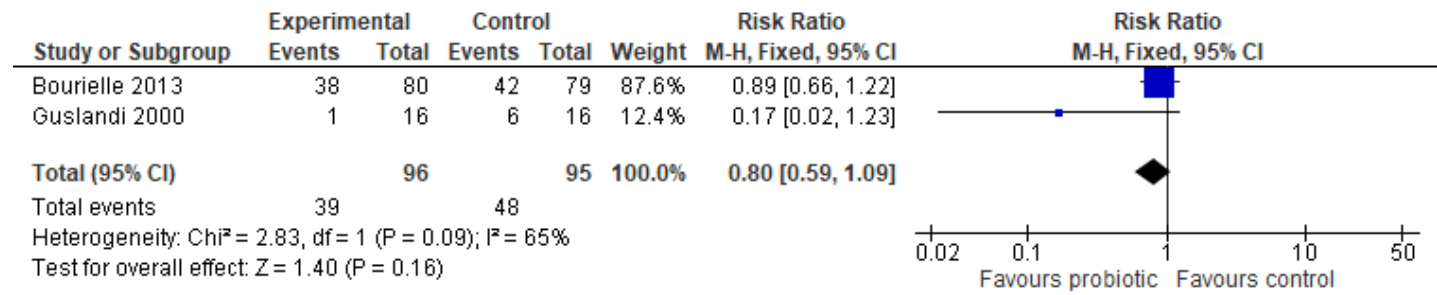 Experimental Control Risk Ratio Risk Ratio
Study or Subgroup Events Total Events Total Weight M-H, Fixed, 95% CI M-H, Fixed, 95% CI
Bourielle 2013 38 80 42 79 87.6% 0.89 [0.66, 1.22]
Guslandi 2000 1 16 6 16 12.4% 0.17 [0.02, 1.23]
Total (95% CI) 96 95 100.0% 0.80 [0.59, 1.09]
Total events 39 48
Heterogeneity: Chi² = 2.83, df = 1 (P = 0.09); I² = 65%
Test for overall effect: Z = 1.40 (P = 0.16)
0.02 0.1 1 10 50
Favours probiotic Favours control